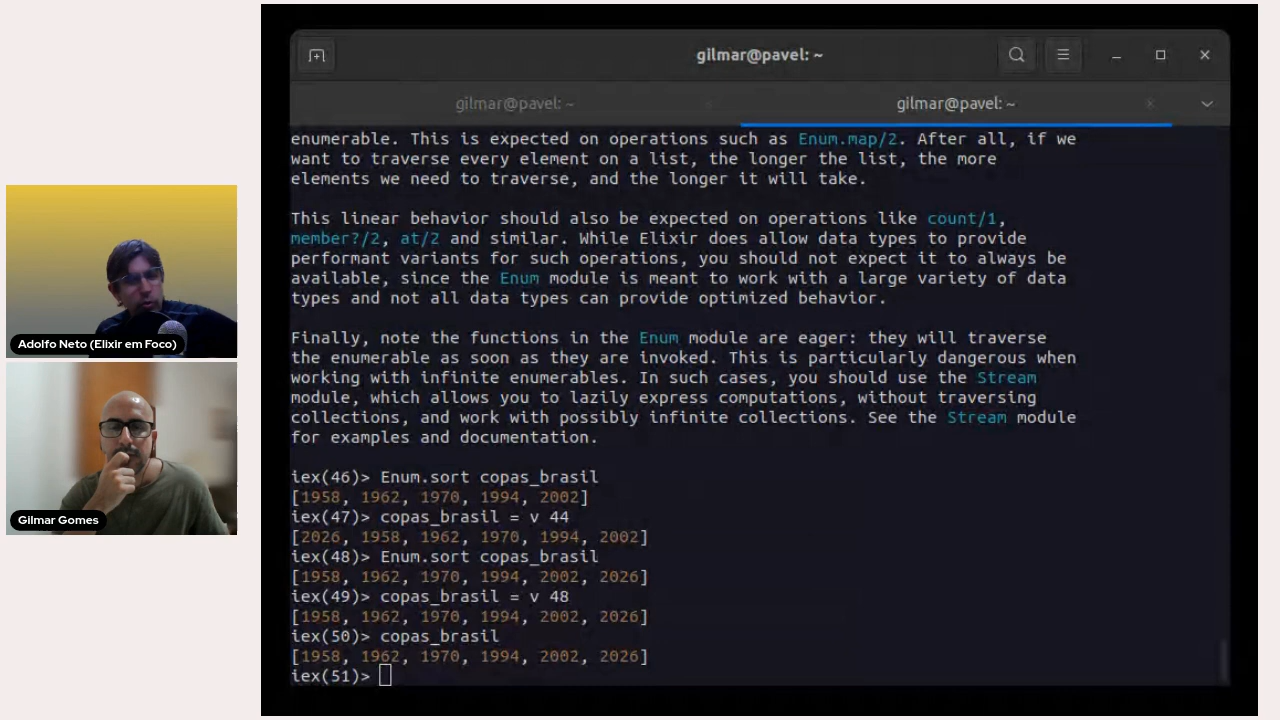 gilmar@pavel: ~
gilmar@pavel: ~
gilmar@pavel: ~
enumerable. This is expected on operations such as Enum.map/2. After all, if we
want to traverse every element on a list, the longer the list, the more
elements we need to traverse, and the longer it will take.
This linear behavior should also be expected on operations like count/1,
member?/2, at/2 and similar. While Elixir does allow data types to provide
performant variants for such operations, you should not expect it to always be
available, since the Enum module is meant to work with a large variety of data
types and not all data types can provide optimized behavior.
Finally, note the functions in the Enum module are eager: they will traverse
the enumerable as soon as they are invoked. This is particularly dangerous when
working with infinite enumerables. In such cases, you should use the Stream
module, which allows you to lazily express computations, without traversing
collections, and work with possibly infinite collections. See the Stream module
for examples and documentation.
iex(46)> Enum.sort copas_brasil
[1958, 1962, 1970, 1994, 2002]
iex(47)> copas_brasil = v 44
[2026, 1958, 1962, 1970, 1994, 2002]
iex(48)> Enum.sort copas_brasil
[1958, 1962, 1970, 1994, 2002, 2026]
iex(49)> copas_brasil = v 48
[1958, 1962, 1970, 1994, 2002, 2026]
iex(50)> copas_brasil
[1958, 1962, 1970, 1994, 2002, 2026]
iex(51)>
Adolfo Neto (Elixir em Foco)
Gilmar Gomes